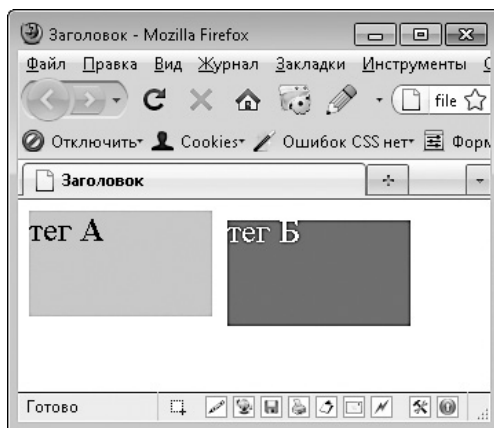 Заголовок - Mozilla Firefox
Файл Правка Вид Журнал Закладки Инструменты
file
Отключить Cookies Ошибок CSS нет Форм
Заголовок
тег А
тег Б
Готово